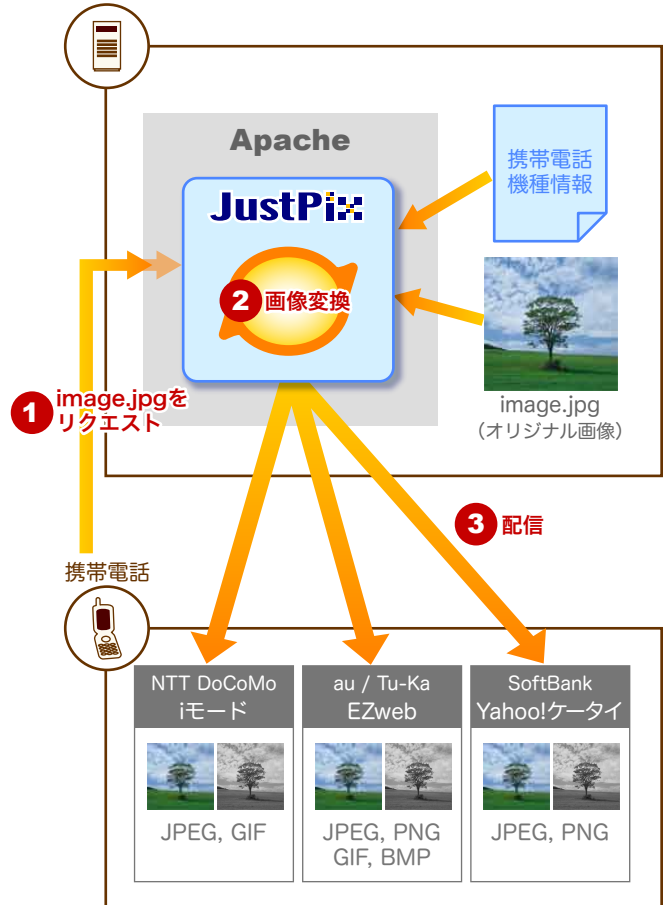 Apache
JustPix
携帯電話
機種情報
2 画像変換
image.jpg
(オリジナル画像)
1 image.jpgを
リクエスト
3 配信
携帯電話
NTT DoCoMo
iモード
JPEG, GIF
au / Tu-Ka
EZweb
JPEG, PNG
GIF, BMP
SoftBank
Yahoo!ケータイ
JPEG, PNG